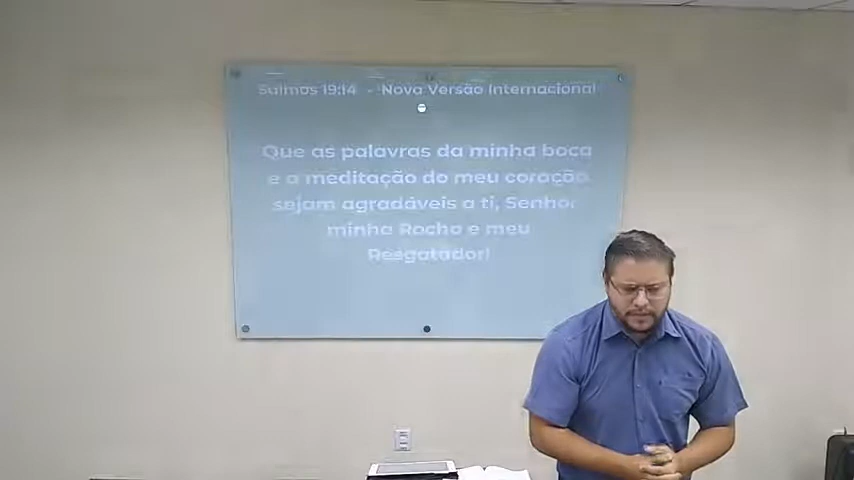 Salmos 19:14 - Nova Versão Internacional
Que as palavras da minha boca
e a meditação do meu coração
sejam agradáveis a ti, Senhor
minha Rocha e meu
Resgatador!